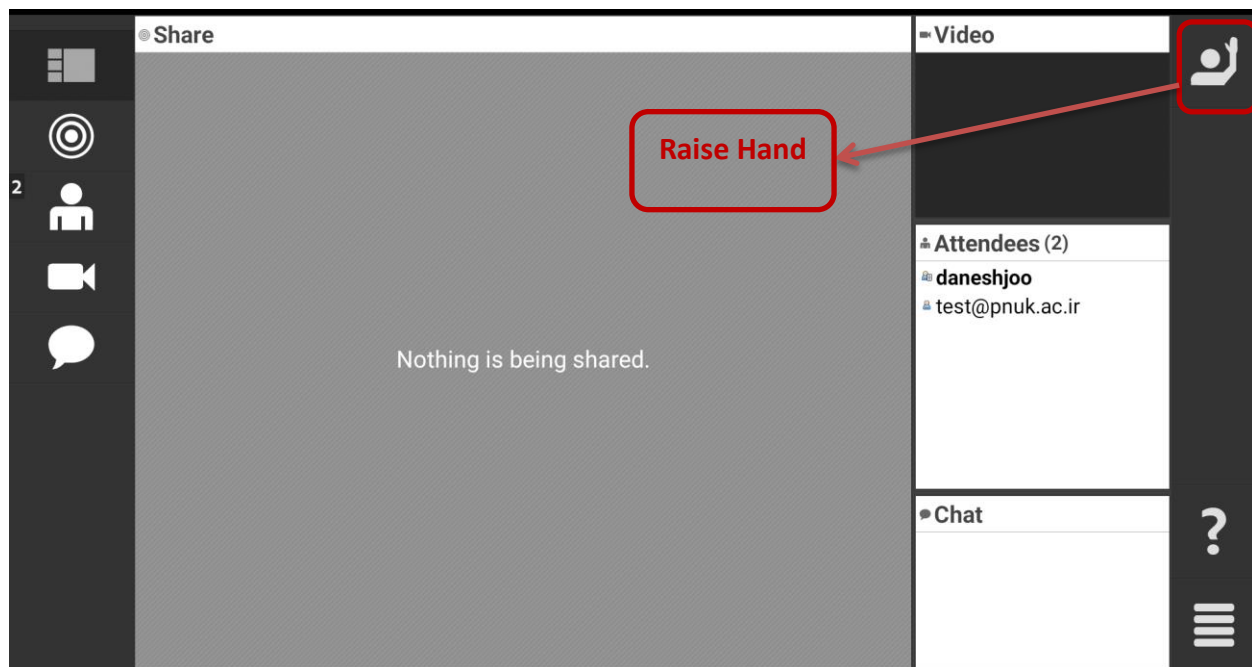 Share
Nothing is being shared.
Raise Hand
2
Video
Attendees (2)
daneshjoo
test@pnuk.ac.ir
Chat
?